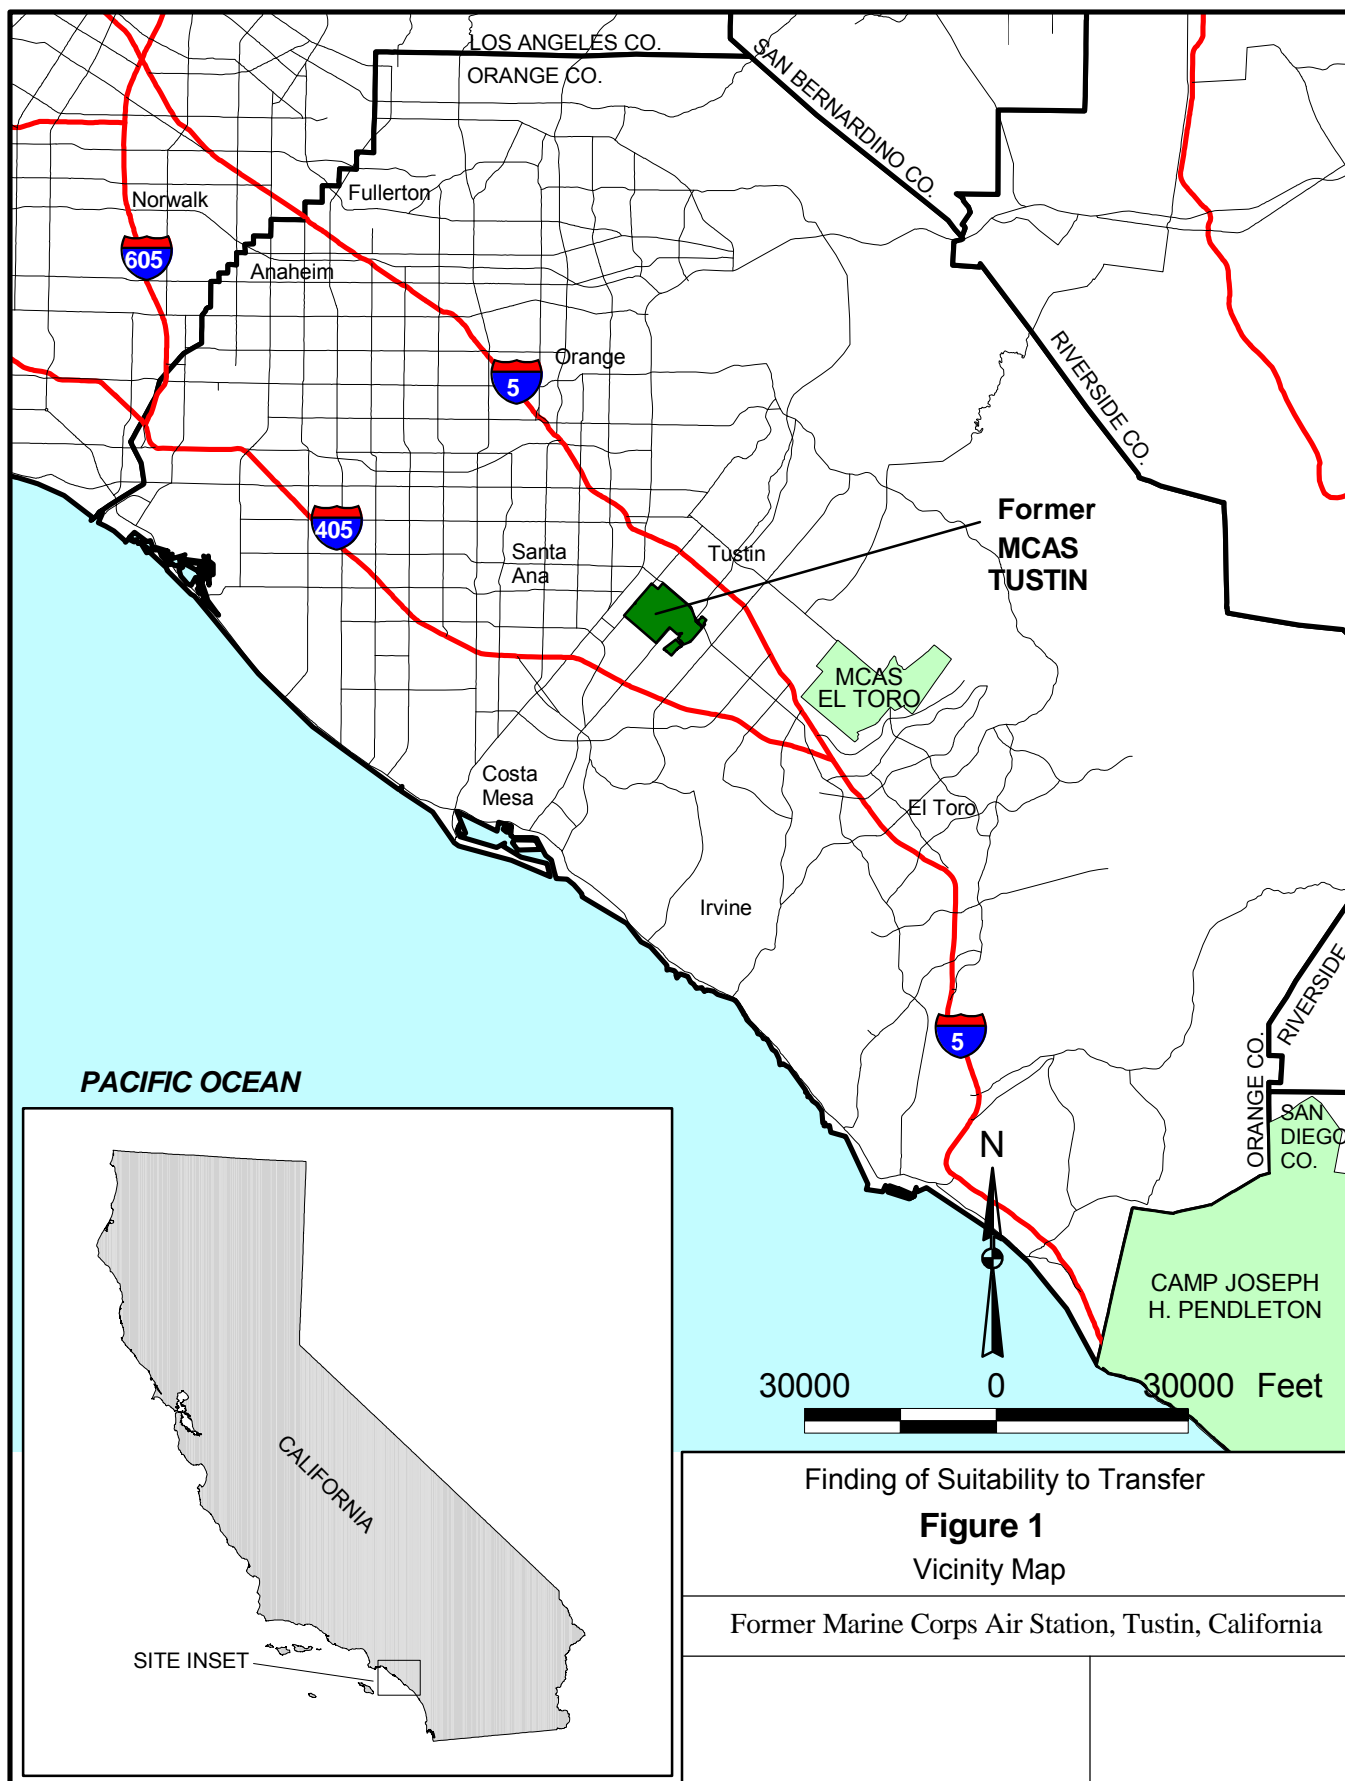 LOS ANGELES CO.
ORANGE CO.
SAN BERNARDINO CO.
Norwalk
Fullerton
605
Anaheim
RIVERSIDE CO.
Orange
5
405
Former
MCAS
TUSTIN
Santa
Ana
Tustin
MCAS
EL TORO
Costa
Mesa
El Toro
Irvine
5
RIVERSIDE
ORANGE CO.
SAN
DIEGO
CO.
PACIFIC OCEAN
N
CAMP JOSEPH
H. PENDLETON
30000 0 30000 Feet
CALIFORNIA
SITE INSET
Finding of Suitability to Transfer
Figure 1
Vicinity Map
Former Marine Corps Air Station, Tustin, California